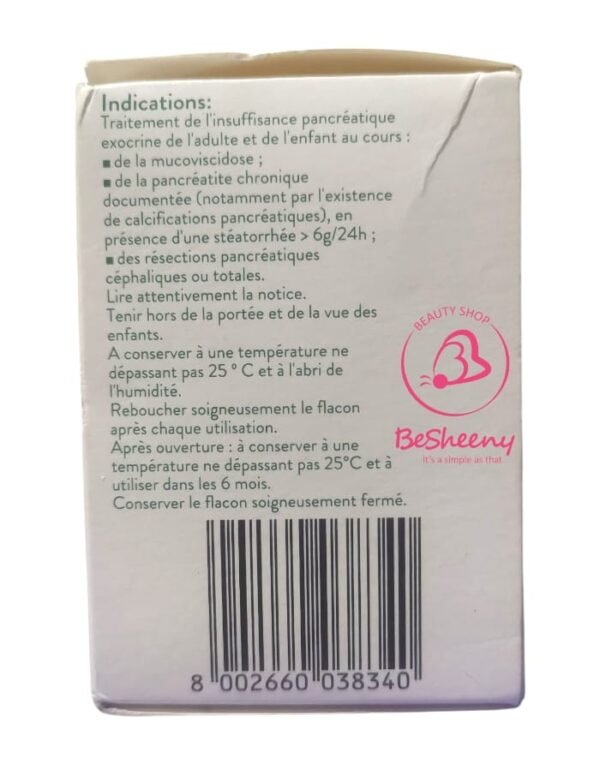 Indications:
Traitement de l'insuffisance pancréatique
exocrine de l'adulte et de l'enfant au cours :
▪ de la mucoviscidose ;
▪ de la pancréatite chronique
documentée (notamment par l'existence
de calcifications pancréatiques), en
présence d'une stéatorrhée > 6g/24h ;
▪ des résections pancréatiques
céphaliques ou totales.
Lire attentivement la notice.
Tenir hors de la portée et de la vue des
enfants.
A conserver à une température ne
dépassant pas 25 ° C et à l'abri de
l'humidité.
Reboucher soigneusement le flacon
après chaque utilisation.
Après ouverture : à conserver à une
température ne dépassant pas 25°C et à
utiliser dans les 6 mois.
Conserver le flacon soigneusement fermé.
8 002660 038340
BEAUTY SHOP
BeSheeny
it's a simple as that